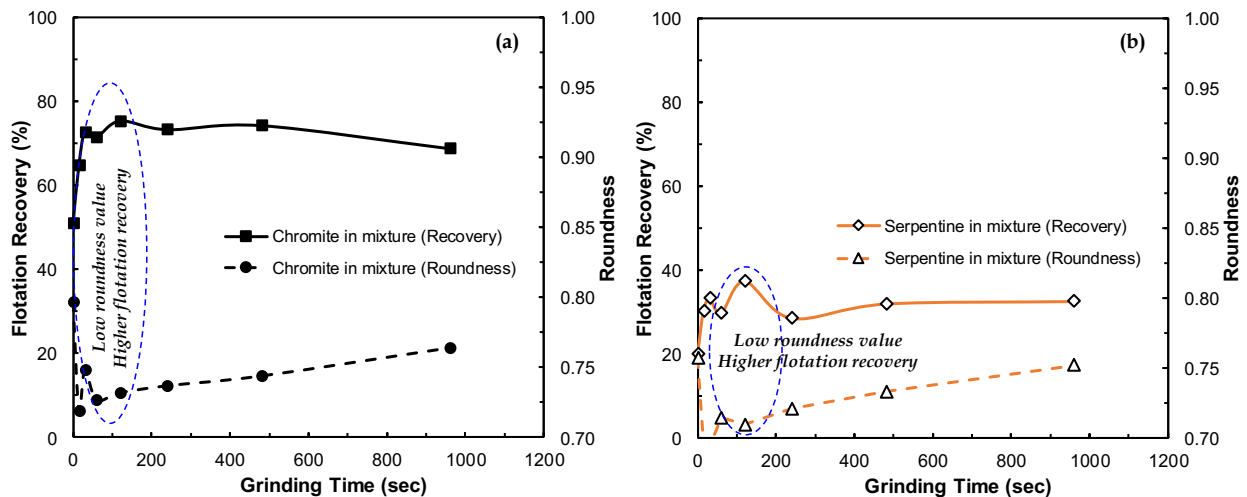 (a)
100
80
60
40
20
0
1.00
0.95
0.90
0.85
0.80
0.75
0.70
0
200
400
600
800
1000
1200
Flotation Recovery (%)
Roundness
Grinding Time (sec)
Low roundness value
Higher flotation recovery
Chromite in mixture (Recovery)
Chromite in mixture (Roundness)
(b)
100
80
60
40
20
0
1.00
0.95
0.90
0.85
0.80
0.75
0.70
0
200
400
600
800
1000
1200
Flotation Recovery (%)
Roundness
Grinding Time (sec)
Serpentine in mixture (Recovery)
Serpentine in mixture (Roundness)
Low roundness value
Higher flotation recovery